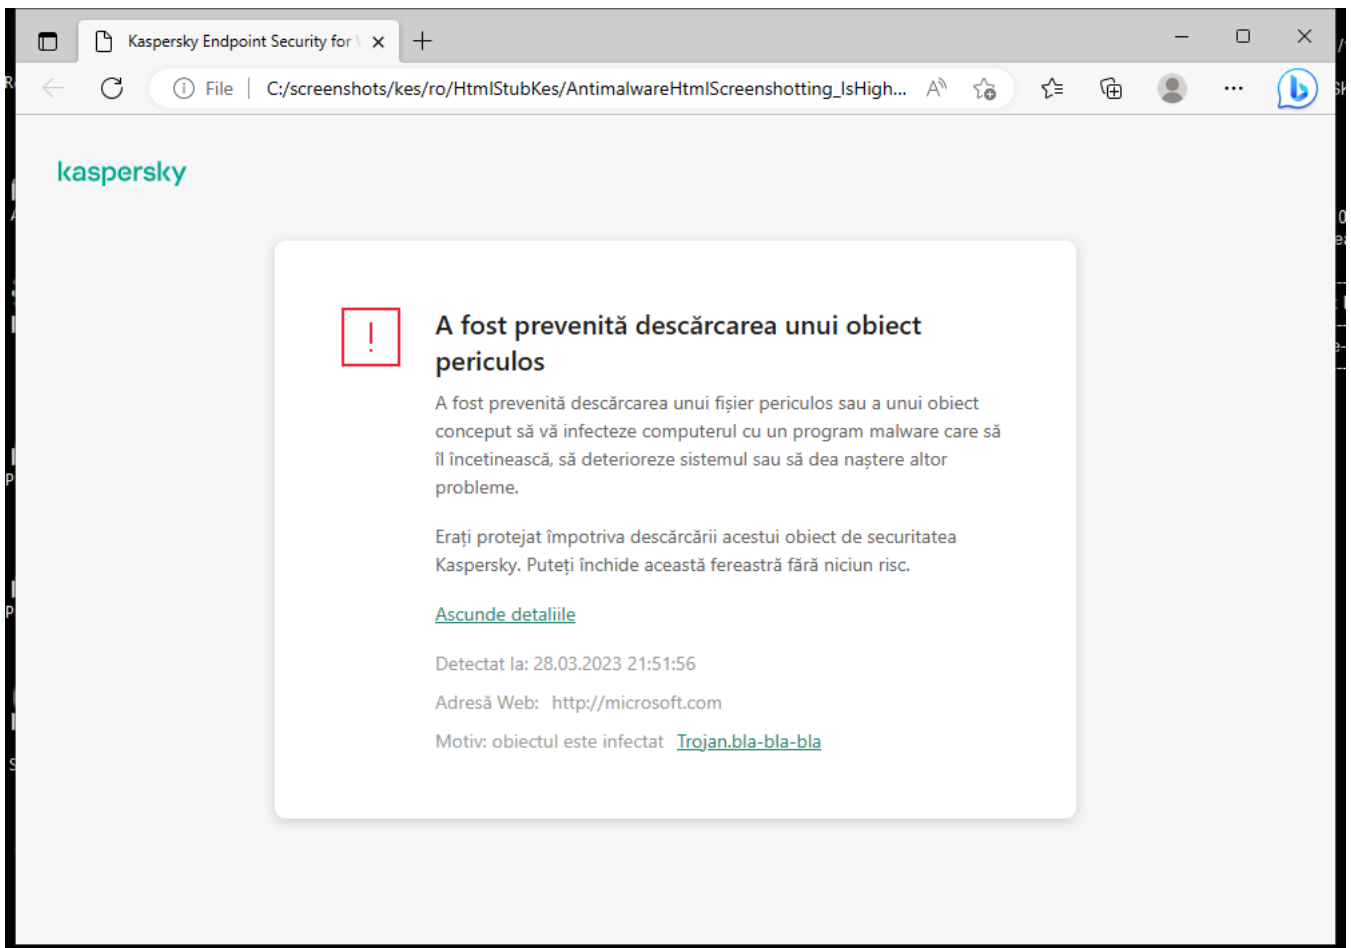 Kaspersky Endpoint Security for
File
C:/screenshots/kes/ro/HtmlStubKes/AntimalwareHtmlScreenshotting_IsHigh...
kaspersky
!
A fost prevenită descărcarea unui obiect
periculos
A fost prevenită descărcarea unui fișier periculos sau a unui obiect
conceput să vă infecteze computerul cu un program malware care să
îl încetinească, să deterioreze sistemul sau să dea naștere altor
probleme.
Erați protejat împotriva descărcării acestui obiect de securitatea
Kaspersky. Puteți închide această fereastră fără niciun risc.
Ascunde detaliile
Detectat la: 28.03.2023 21:51:56
Adresă Web: http://microsoft.com
Motiv: obiectul este infectat Trojan.bla-bla-bla